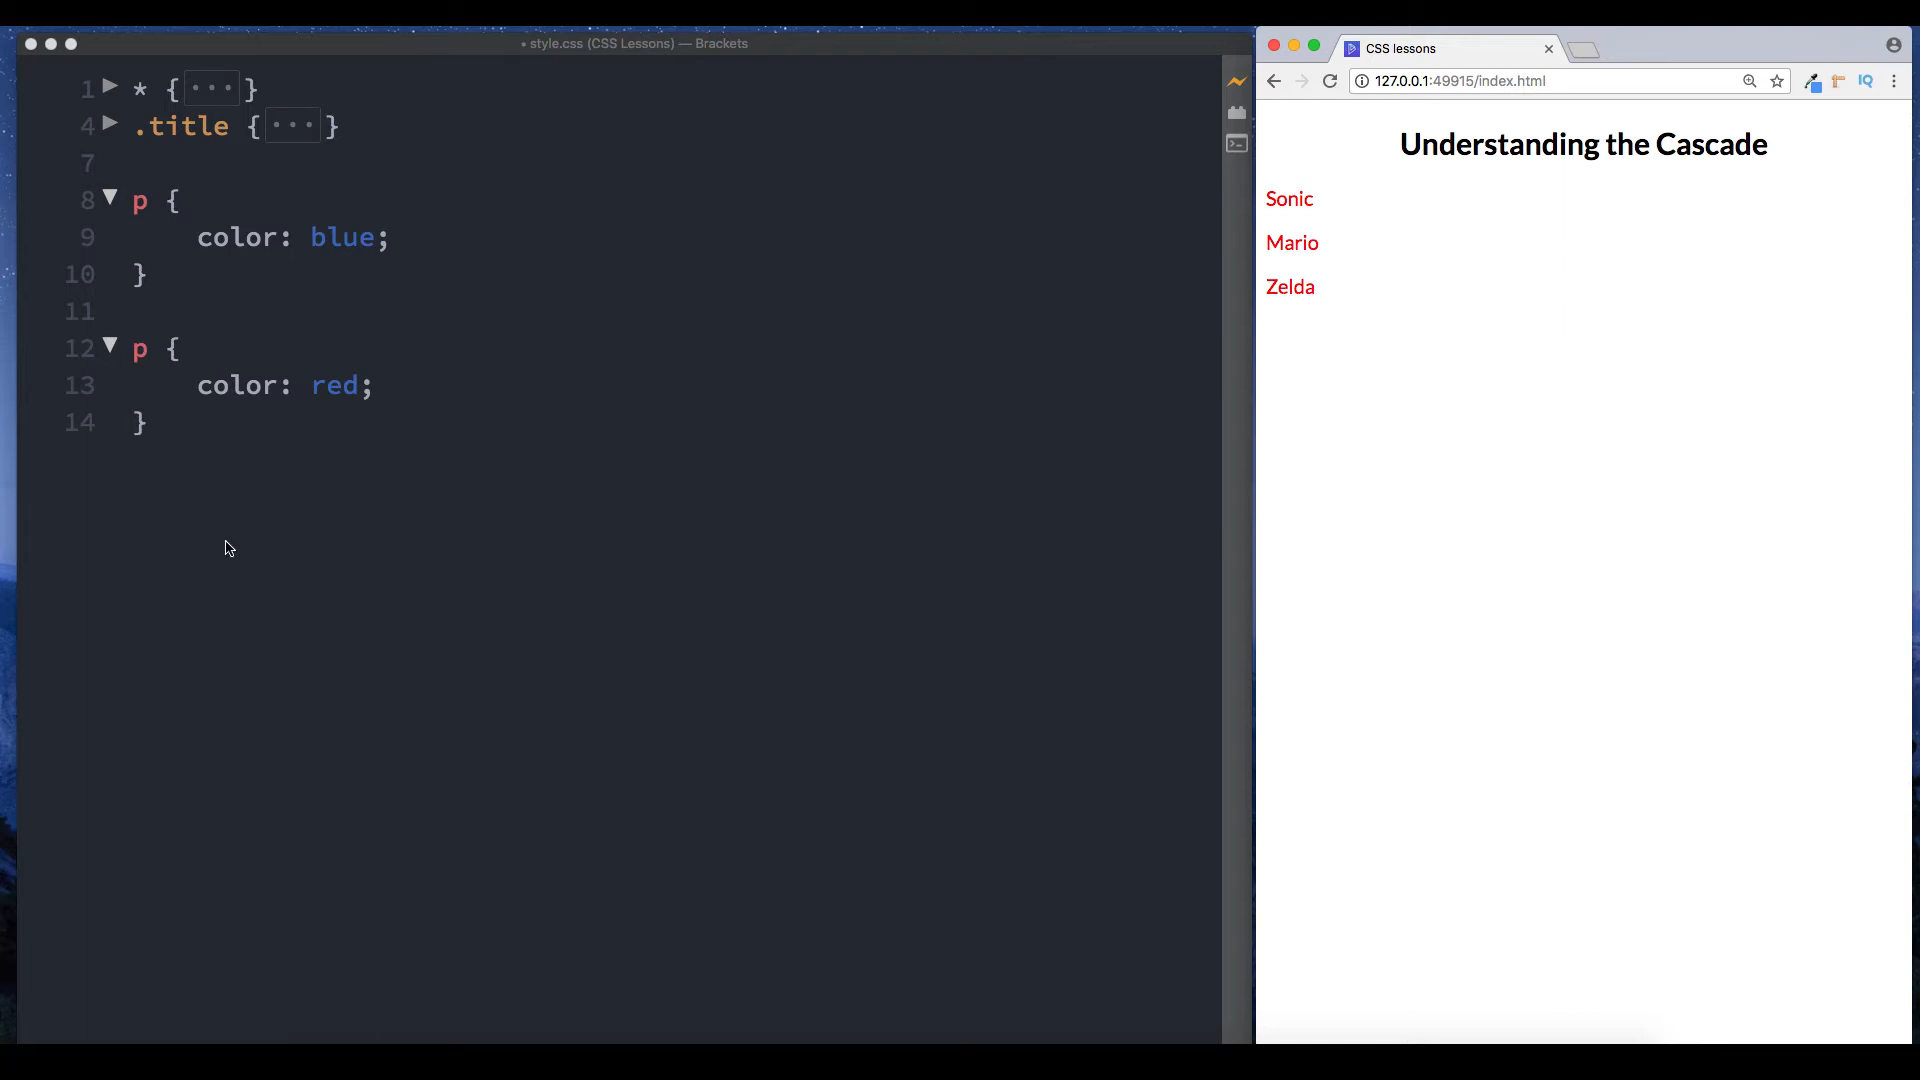 • style.css (CSS Lessons) — Brackets
1 * {•••}
4 .title {•••}
7
8 p {
9 color: blue;
10 }
11
12 p {
13 color: red;
14 }
CSS lessons
127.0.0.1:49915/index.html
IQ
Understanding the Cascade
Sonic
Mario
Zelda